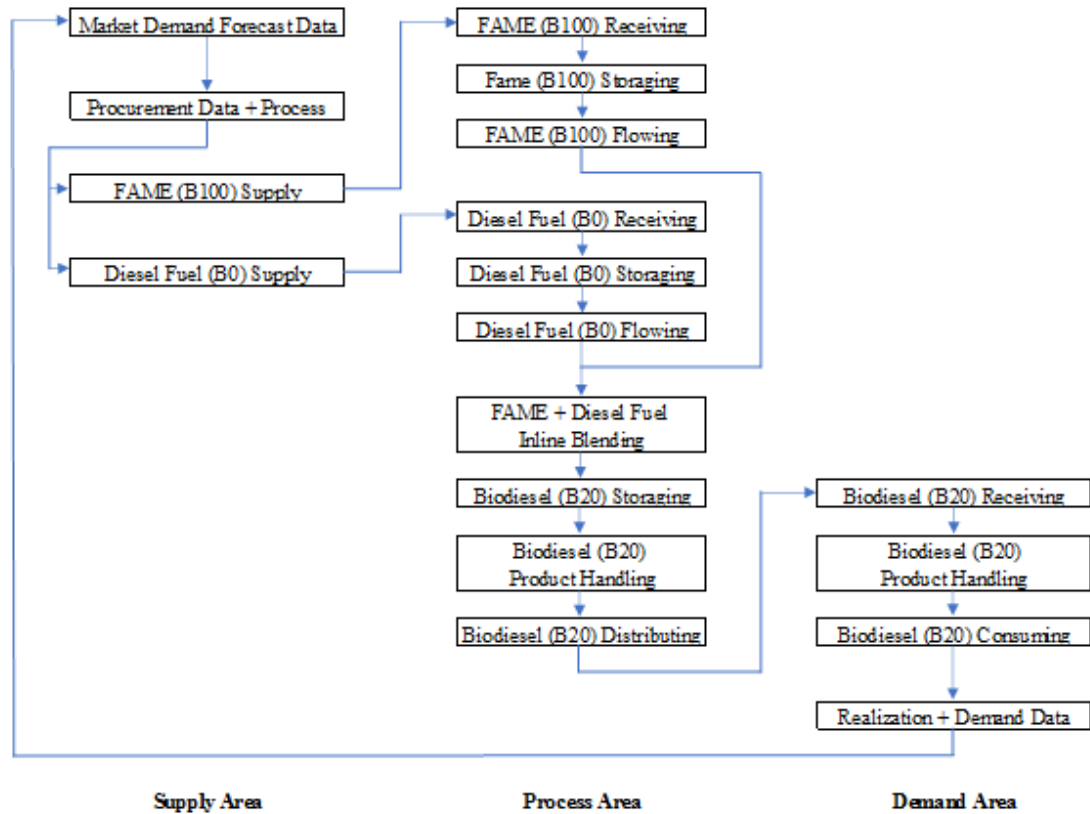 Market Demand Forecast Data
Procurement Data + Process
FAME (B100) Supply
Diesel Fuel (B0) Supply
FAME (B100) Receiving
Fame (B100) Storaging
FAME (B100) Flowing
Diesel Fuel (B0) Receiving
Diesel Fuel (B0) Storaging
Diesel Fuel (B0) Flowing
FAME + Diesel Fuel
Inline Blending
Biodiesel (B20) Storaging
Biodiesel (B20)
Product Handling
Biodiesel (B20) Distributing
Biodiesel (B20) Receiving
Biodiesel (B20)
Product Handling
Biodiesel (B20) Consuming
Realization + Demand Data
Supply Area
Process Area
Demand Area